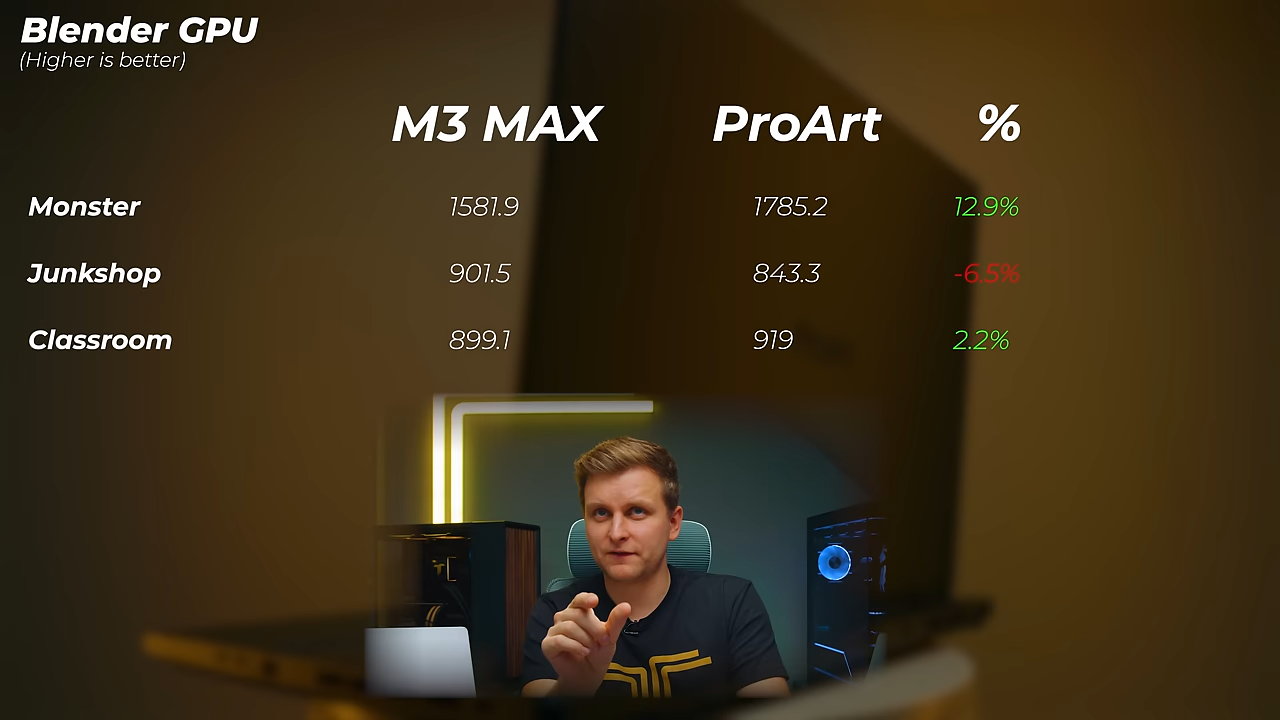 Blender GPU
(Higher is better)
M3 MAX ProArt %
Monster 1581.9 1785.2 12.9%
Junkshop 901.5 843.3 -6.5%
Classroom 899.1 919 2.2%